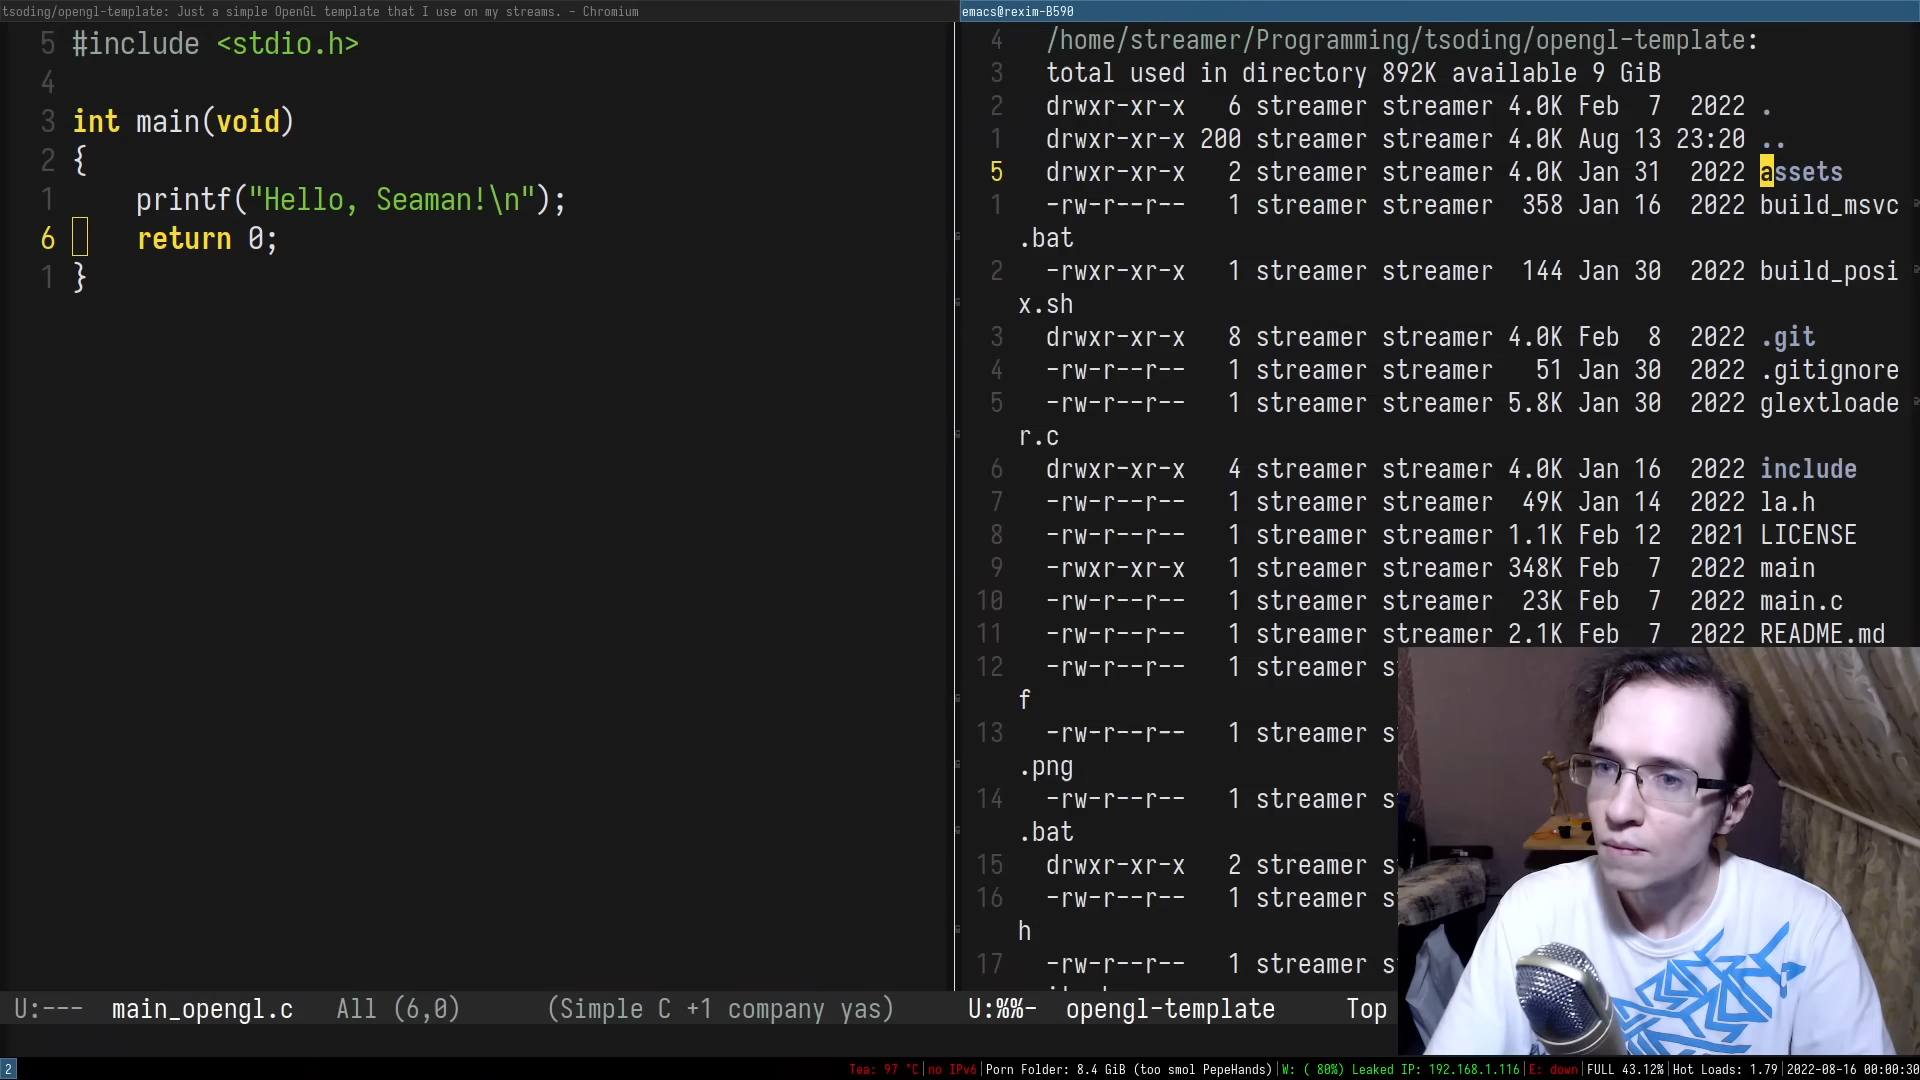 tsoding/opengl-template: Just a simple OpenGL template that I use on my streams. - Chromium
emacs@rexim-B590
5 #include <stdio.h>
4
3 int main(void)
2 {
1     printf("Hello, Seaman!\n");
6     return 0;
1 }
4 /home/streamer/Programming/tsoding/opengl-template:
3 total used in directory 892K available 9 GiB
2 drwxr-xr-x   6 streamer streamer 4.0K Feb  7  2022 .
1 drwxr-xr-x 200 streamer streamer 4.0K Aug 13 23:20 ..
5 drwxr-xr-x   2 streamer streamer 4.0K Jan 31  2022 assets
1 -rw-r--r--   1 streamer streamer  358 Jan 16  2022 build_msvc
.bat
2 -rwxr-xr-x   1 streamer streamer  144 Jan 30  2022 build_posi
x.sh
3 drwxr-xr-x   8 streamer streamer 4.0K Feb  8  2022 .git
4 -rw-r--r--   1 streamer streamer   51 Jan 30  2022 .gitignore
5 -rw-r--r--   1 streamer streamer 5.8K Jan 30  2022 glextloade
r.c
6 drwxr-xr-x   4 streamer streamer 4.0K Jan 16  2022 include
7 -rw-r--r--   1 streamer streamer  49K Jan 14  2022 la.h
8 -rw-r--r--   1 streamer streamer 1.1K Feb 12  2021 LICENSE
9 -rwxr-xr-x   1 streamer streamer 348K Feb  7  2022 main
10 -rw-r--r--   1 streamer streamer  23K Feb  7  2022 main.c
11 -rw-r--r--   1 streamer streamer 2.1K Feb  7  2022 README.md
12 -rw-r--r--   1 streamer s
f
13 -rw-r--r--   1 streamer s
.png
14 -rw-r--r--   1 streamer s
.bat
15 drwxr-xr-x   2 streamer s
16 -rw-r--r--   1 streamer s
h
17 -rw-r--r--   1 streamer s
U:---  main_opengl.c   All (6,0)     (Simple C +1 company yas)
U:%%-  opengl-template   Top
2
Tea: 97 °C|no IPv6|Porn Folder: 8.4 GiB (too smol PepeHands)|W: ( 80%) Leaked IP: 192.168.1.116|E: down|FULL 43.12%|Hot Loads: 1.79|2022-08-16 00:00:30